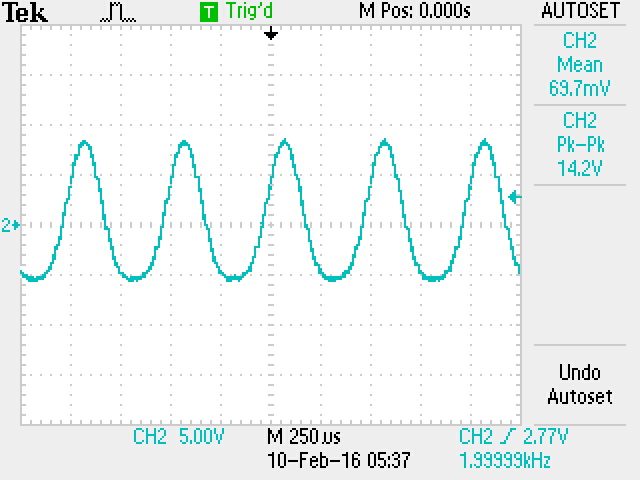 Tek T Trig'd M Pos: 0.000s AUTOSET
CH2
Mean
69.7mV
CH2
Pk-Pk
14.2V
2
Undo
Autoset
CH2 5.00V M 250µs CH2 2.77V
10-Feb-16 05:37 1.99999kHz